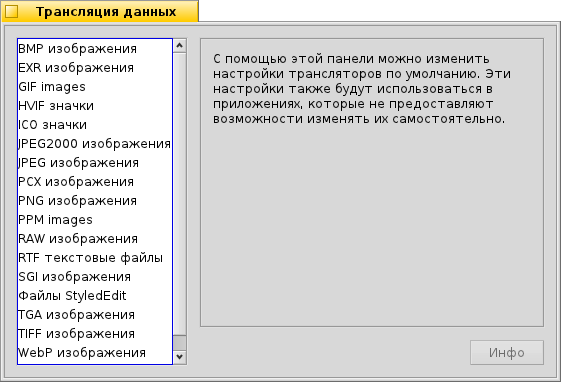 Трансляция данных
BMP изображения
EXR изображения
GIF images
HVIF значки
ICO значки
JPEG2000 изображения
JPEG изображения
PCX изображения
PNG изображения
PPM images
RAW изображения
RTF текстовые файлы
SGI изображения
Файлы StyledEdit
TGA изображения
TIFF изображения
WebP изображения
С помощью этой панели можно изменить
настройки трансляторов по умолчанию. Эти
настройки также будут использоваться в
приложениях, которые не предоставляют
возможности изменять их самостоятельно.
Инфо